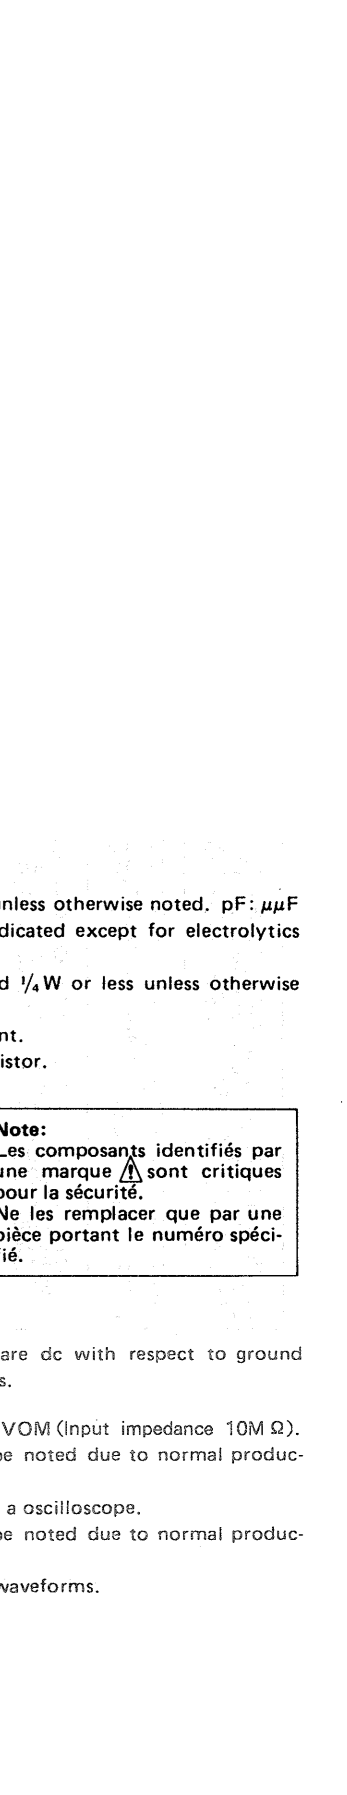 unless otherwise noted. pF: μμF
dicated except for electrolytics
d 1/4W or less unless otherwise
nt.
istor.
Note:
Les composants identifiés par
une marque ⚠ sont critiques
pour la sécurité.
Ne les remplacer que par une
pièce portant le numéro spéci-
fié.
are dc with respect to ground
s.
VOM (Input impedance 10M Ω).
be noted due to normal produc-
a oscilloscope.
be noted due to normal produc-
waveforms.